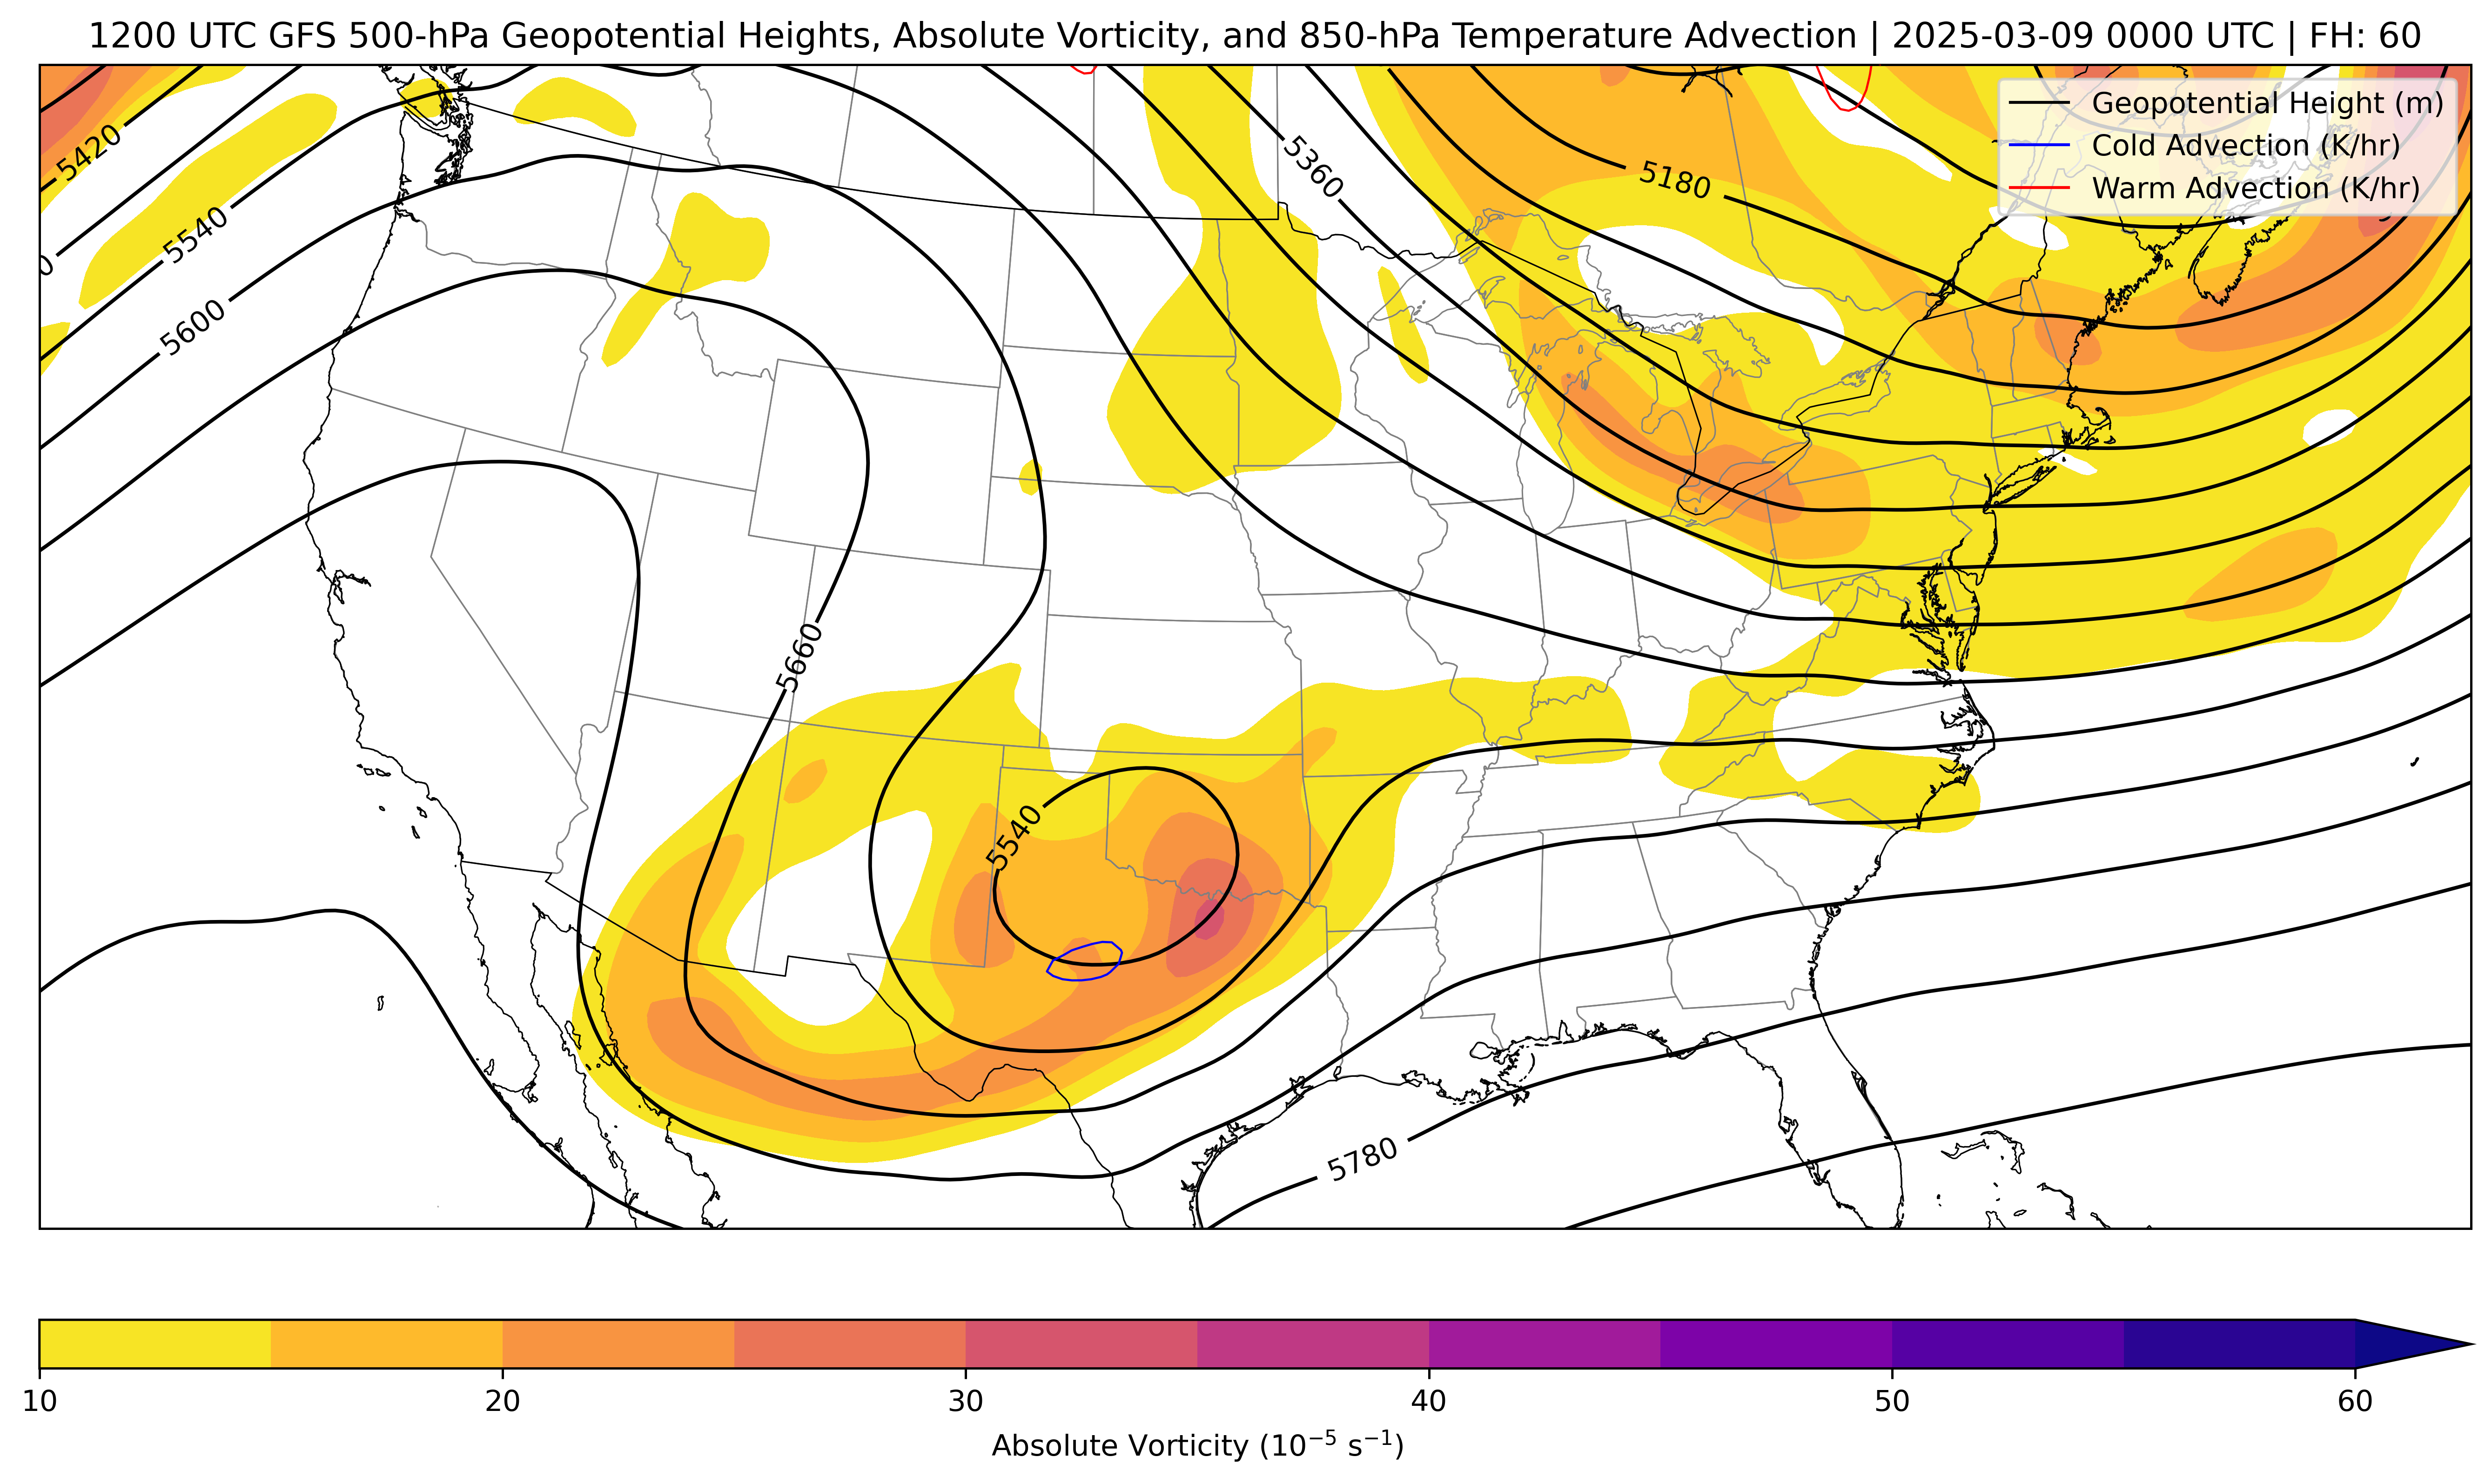 1200 UTC GFS 500-hPa Geopotential Heights, Absolute Vorticity, and 850-hPa Temperature Advection | 2025-03-09 0000 UTC | FH: 60
Geopotential Height (m)
Cold Advection (K/hr)
Warm Advection (K/hr)
5420
5360
5180
5540
0
5600
5660
5540
5780
10 20 30 40 50 60
Absolute Vorticity (10⁻⁵ s⁻¹)